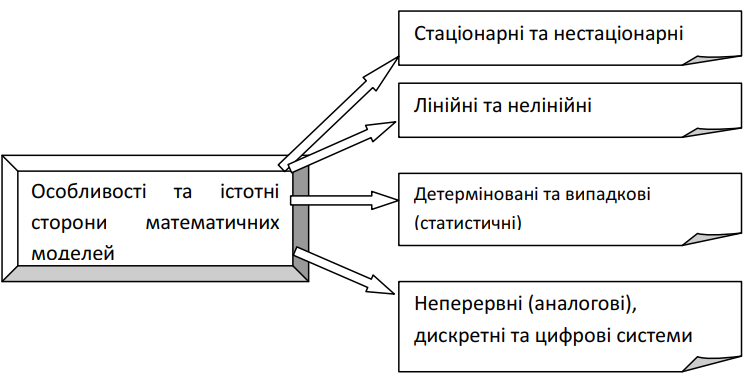 Стаціонарні та нестаціонарні
Лінійні та нелінійні
Особливості та істотні
сторони математичних
моделей
Детерміновані та випадкові
(статистичні)
Неперервні (аналогові),
дискретні та цифрові системи